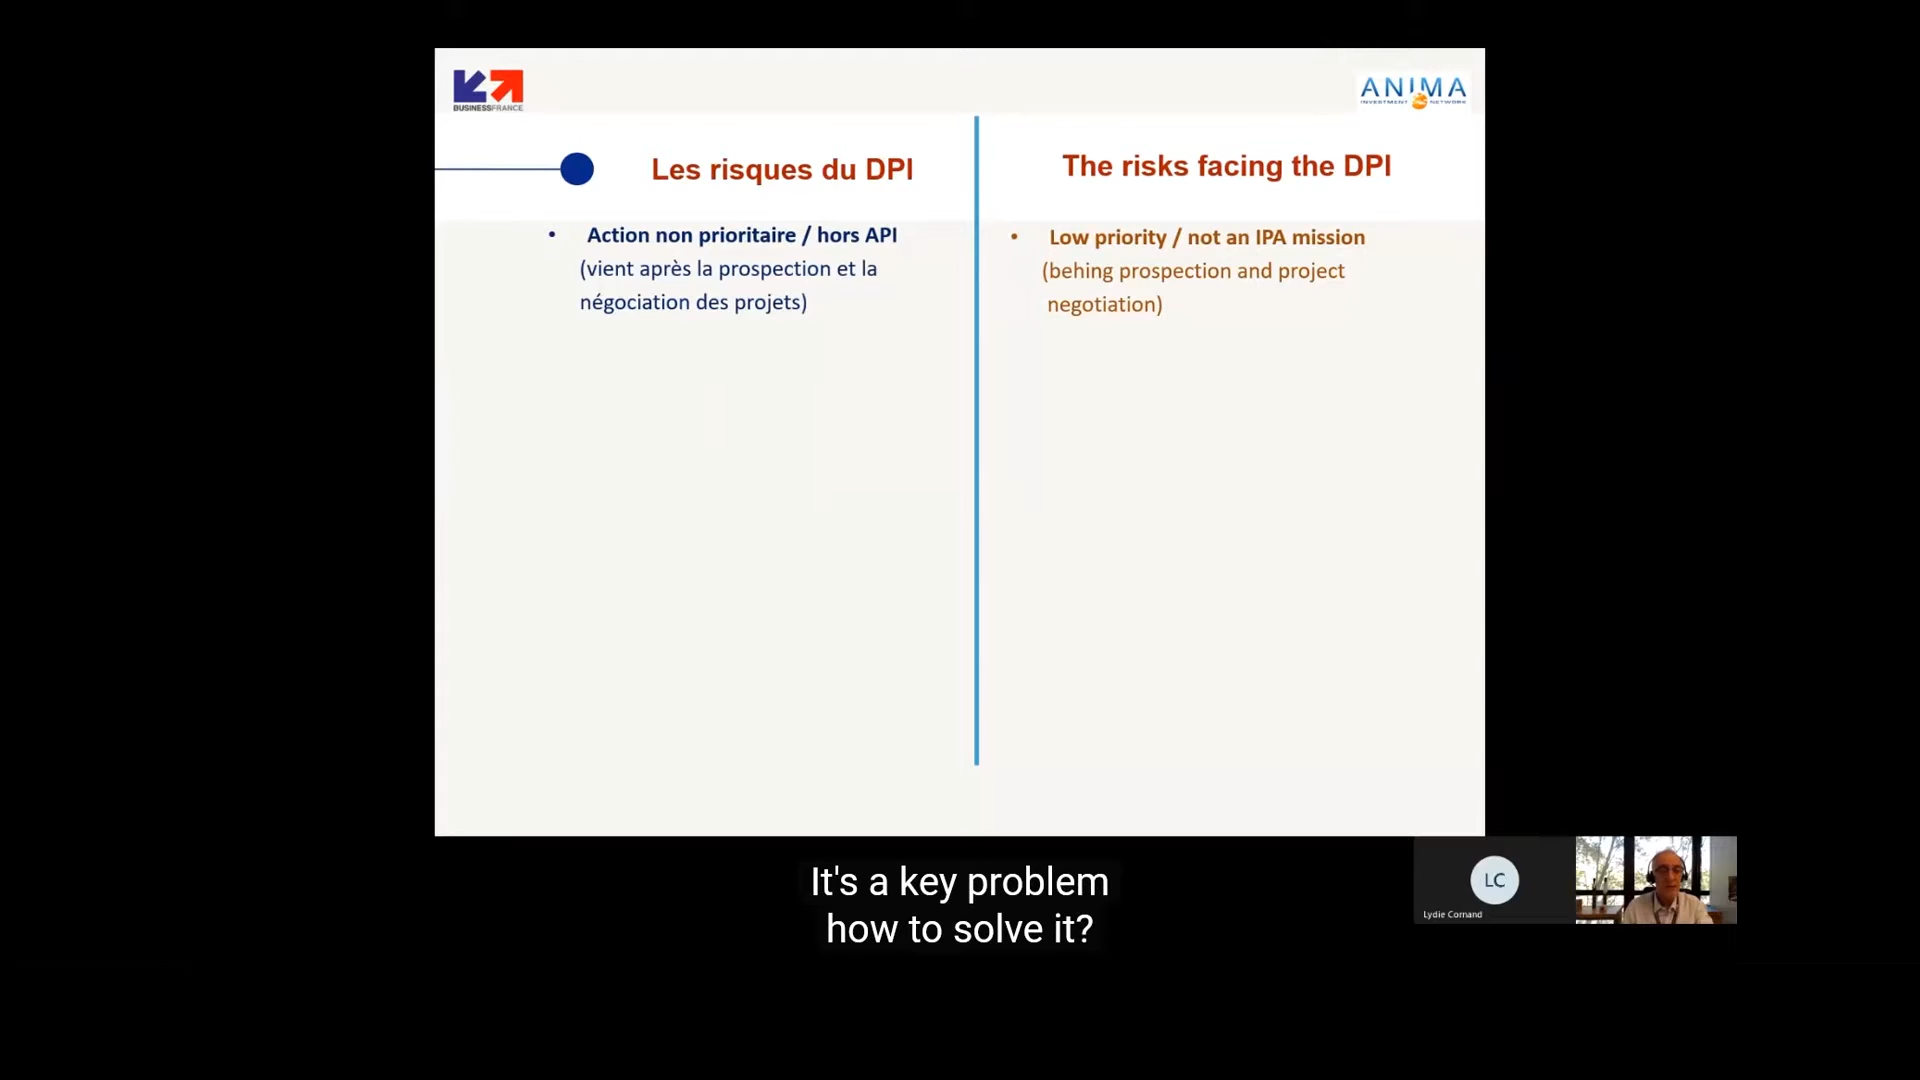 BUSINESSFRANCE
ANIMA
INVESTMENT NETWORK
Les risques du DPI
• Action non prioritaire / hors API
(vient après la prospection et la
négociation des projets)
The risks facing the DPI
• Low priority / not an IPA mission
(behing prospection and project
negotiation)
It's a key problem
how to solve it?
LC
Lydie Cornand